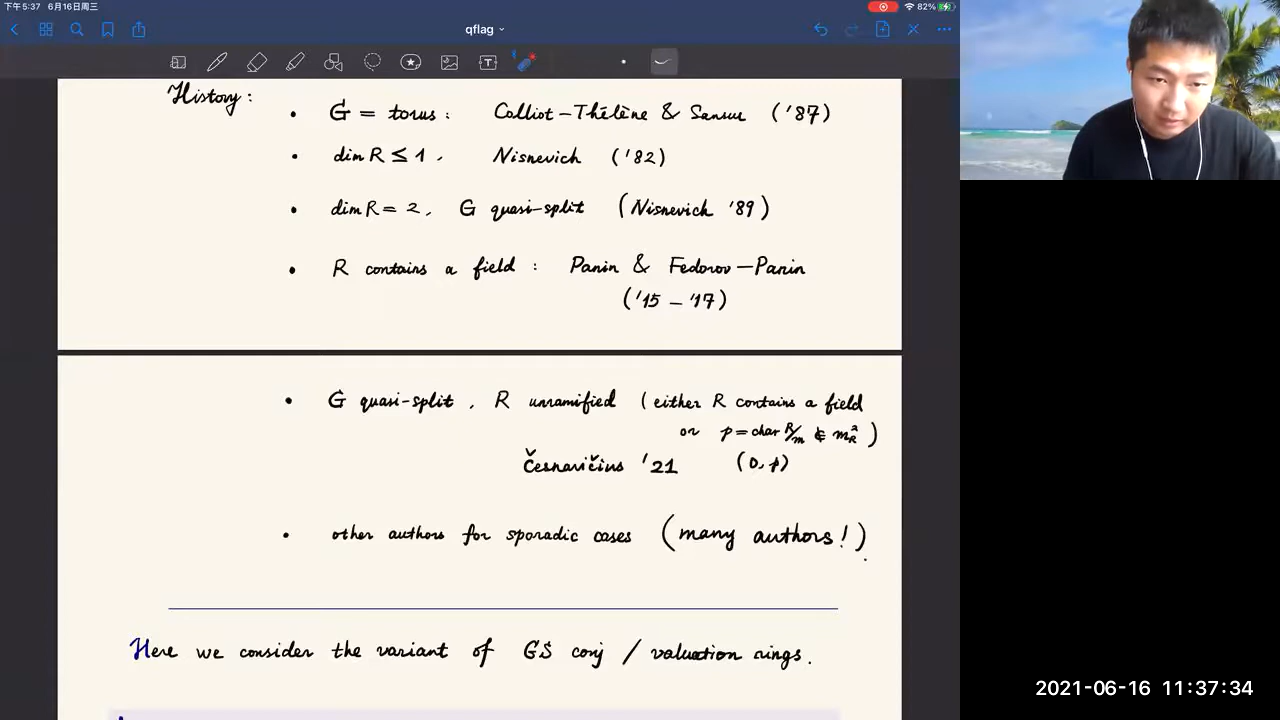 下午5:37 6月16日周三
82%
qflag
History:
• G = torus: Colliot-Thélène & Sansuc ('87)
• dim R ≤ 1, Nisnevich ('82)
• dim R = 2, G quasi-split (Nisnevich '89)
• R contains a field: Panin & Fedorov-Panin
('15 – '17)
• G quasi-split, R unramified (either R contains a field
or p = char R/m ∉ m_R^2)
Česnavičius '21 (0,p)
• other authors for sporadic cases (many authors!).
Here we consider the variant of GS conj / valuation rings.
2021-06-16 11:37:34